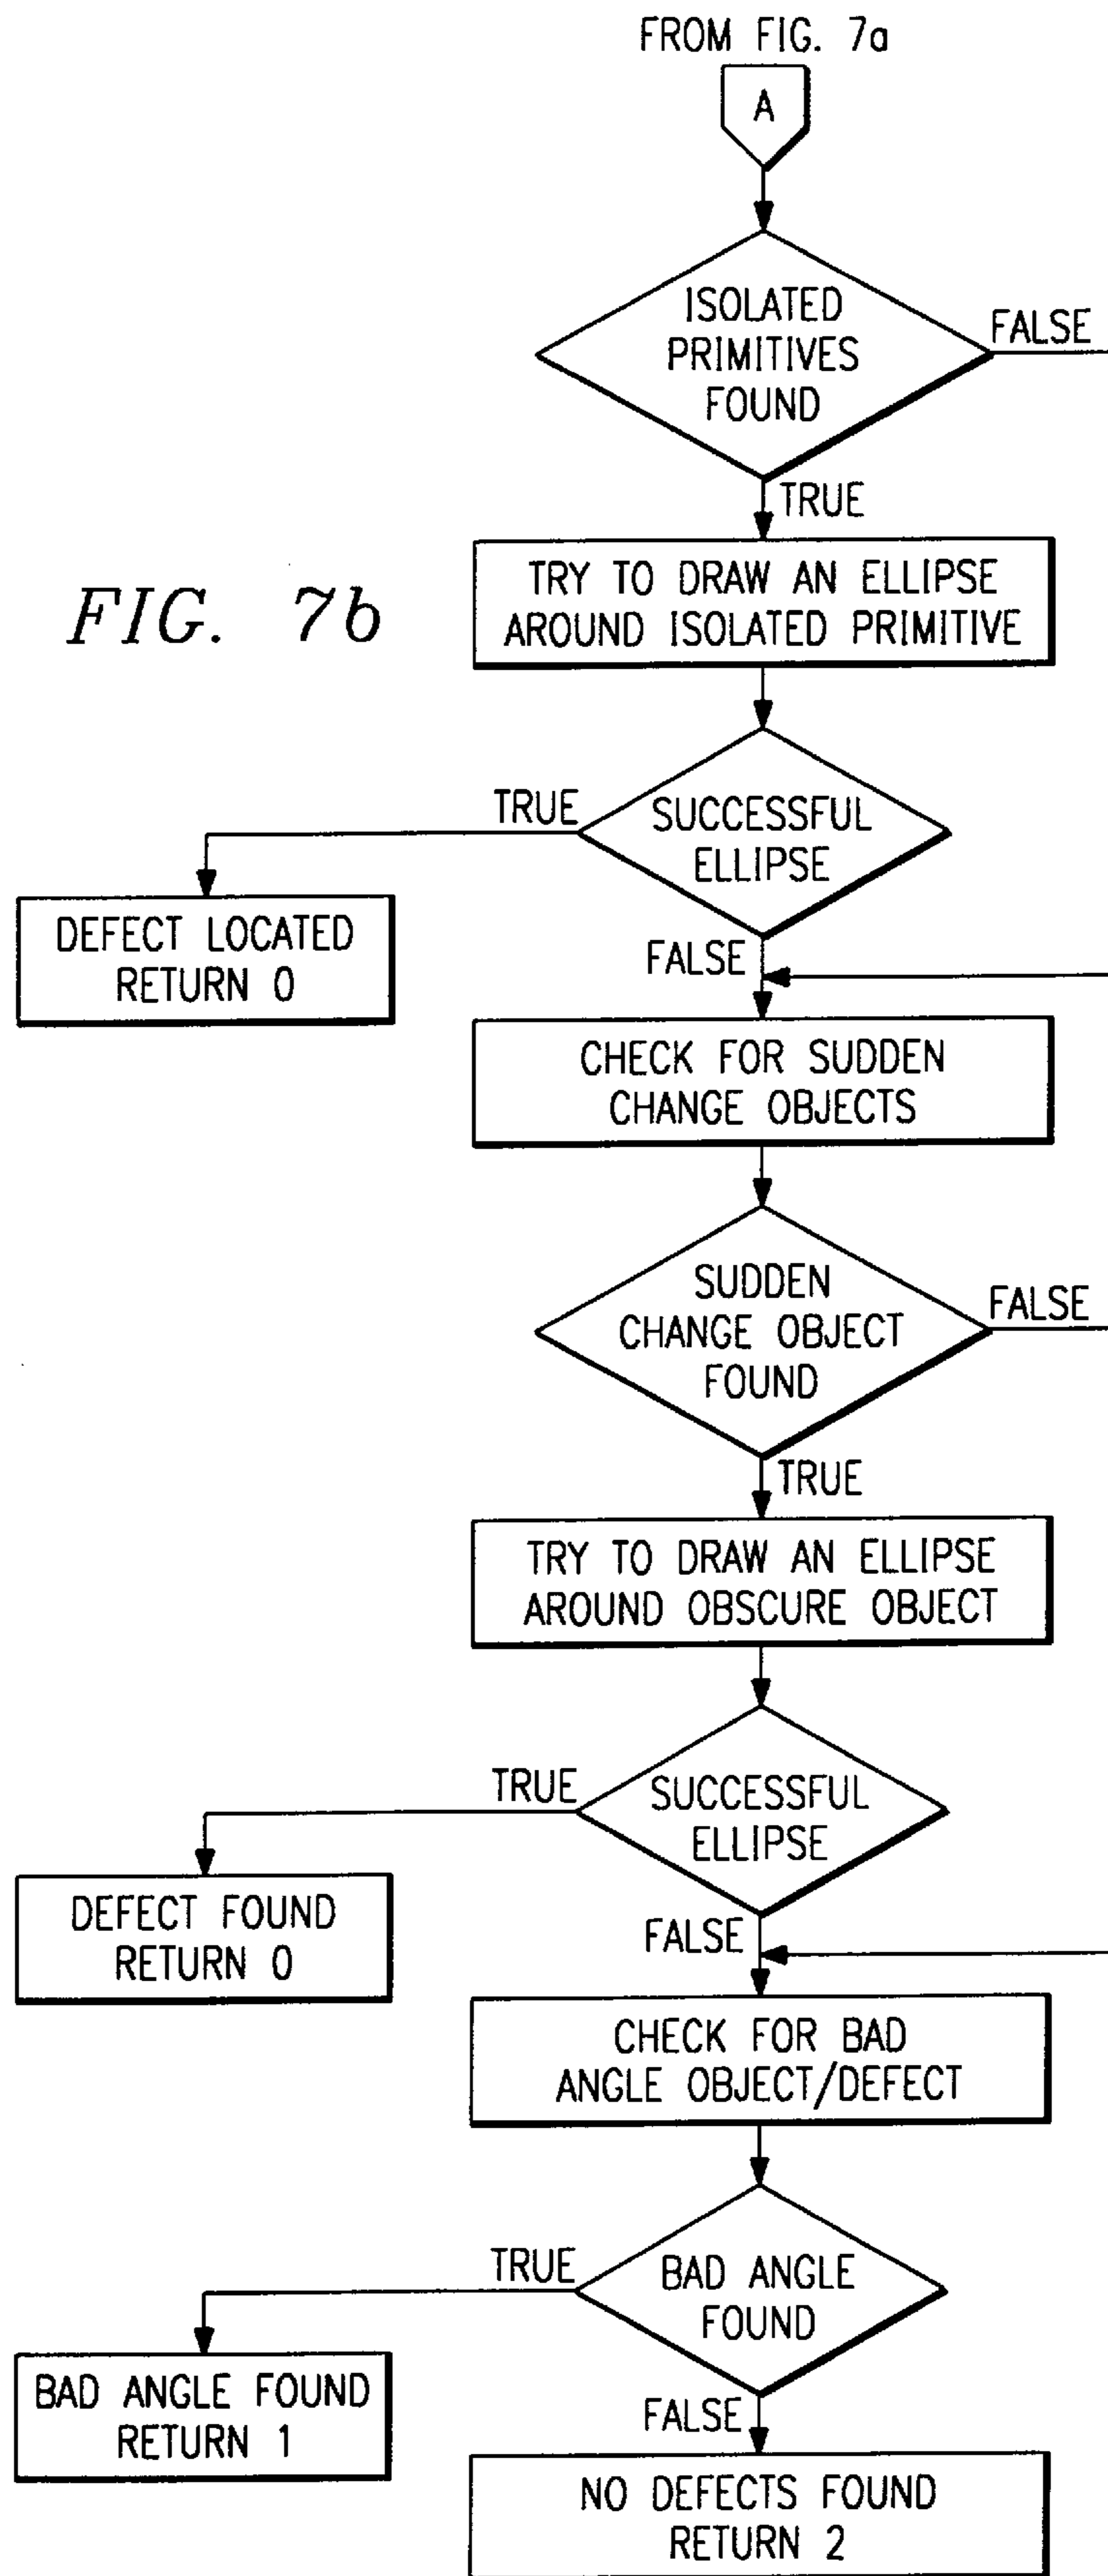 FROM FIG. 7a
A
ISOLATED
PRIMITIVES
FOUND
FALSE
TRUE
TRY TO DRAW AN ELLIPSE
AROUND ISOLATED PRIMITIVE
FIG. 7b
SUCCESSFUL
ELLIPSE
TRUE
DEFECT LOCATED
RETURN 0
FALSE
CHECK FOR SUDDEN
CHANGE OBJECTS
SUDDEN
CHANGE OBJECT
FOUND
FALSE
TRUE
TRY TO DRAW AN ELLIPSE
AROUND OBSCURE OBJECT
SUCCESSFUL
ELLIPSE
TRUE
DEFECT FOUND
RETURN 0
FALSE
CHECK FOR BAD
ANGLE OBJECT/DEFECT
BAD ANGLE
FOUND
TRUE
BAD ANGLE FOUND
RETURN 1
FALSE
NO DEFECTS FOUND
RETURN 2